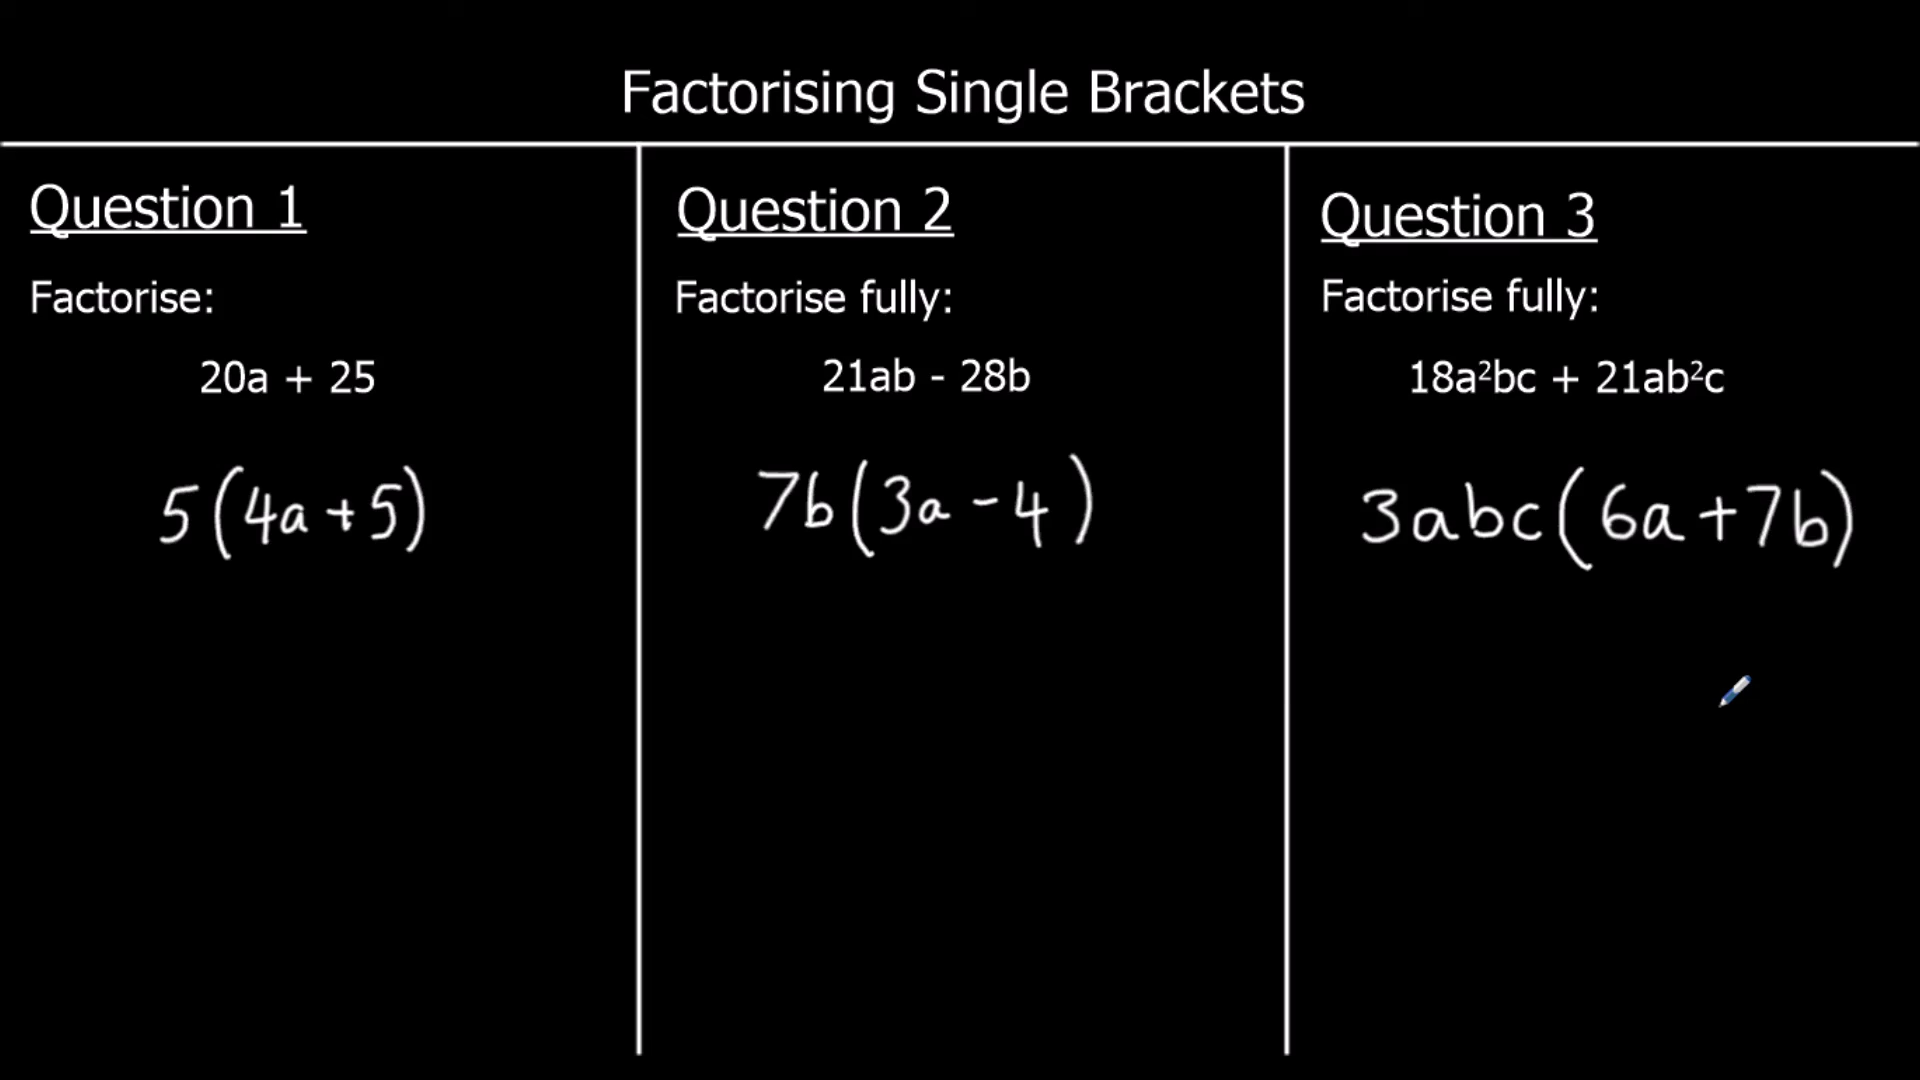 Factorising Single Brackets
Question 1
Factorise:
20a + 25
5(4a+5)
Question 2
Factorise fully:
21ab - 28b
7b(3a-4)
Question 3
Factorise fully:
18a²bc + 21ab²c
3abc(6a+7b)